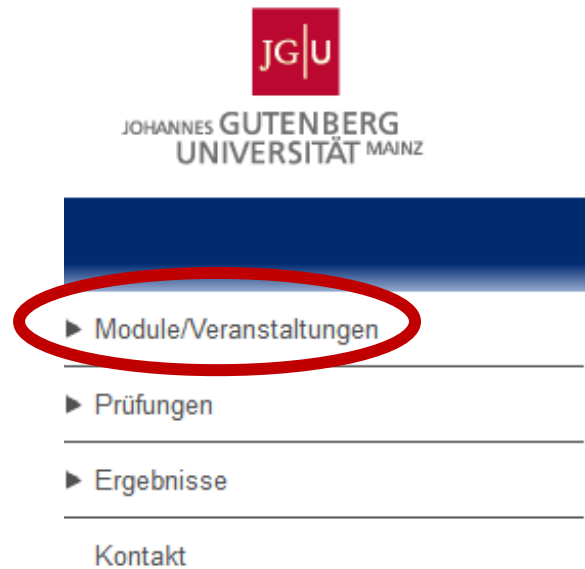 JG|U
JOHANNES GUTENBERG
UNIVERSITÄT MAINZ
Module/Veranstaltungen
Prüfungen
Ergebnisse
Kontakt